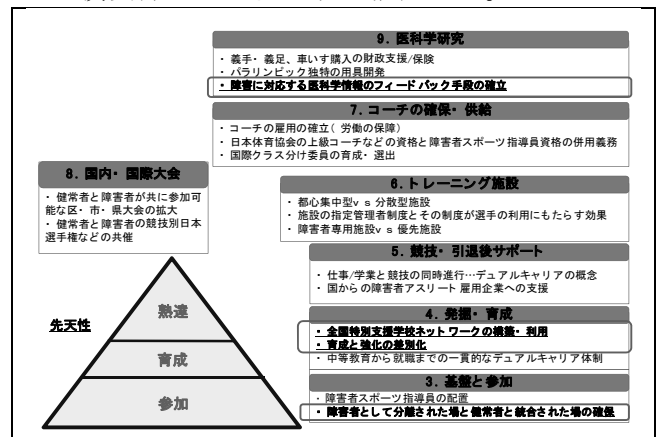 9. 医科学研究
・ 義手・義足、車いす購入の財政支援/保険
・ パラリンピック独特の用具開発
・ 障害に対応する医科学情報のフィードバック手段の確立
7. コーチの確保・供給
・コーチの雇用の確立(労働の保障)
・ 日本体育協会の上級コーチなどの資格と障害者スポーツ指導員資格の併用義務
・ 国際クラス分け委員の育成・選出
8. 国内・国際大会
・ 健常者と障害者が共に参加可
能な区・市・県大会の拡大
・ 健常者と障害者の競技別日本
選手権などの共催
6. トレーニング施設
・ 都心集中型vs分散型施設
・ 施設の指定管理者制度とその制度が選手の利用にもたらす効果
・ 障害者専用施設vs優先施設
5. 競技・引退後サポート
・ 仕事/学業と競技の同時進行…デュアルキャリアの概念
・ 国からの障害者アスリート雇用企業への支援
4. 発掘・育成
・ 全国特別支援学校ネットワークの構築・利用
・ 育成と強化の差別化
・ 中等教育から就職までの一貫的なデュアルキャリア体制
3. 基盤と参加
・ 障害者スポーツ指導員の配置
・ 障害者として分離された場と健常者と統合された場の確保
先天性
熟達
育成
参加